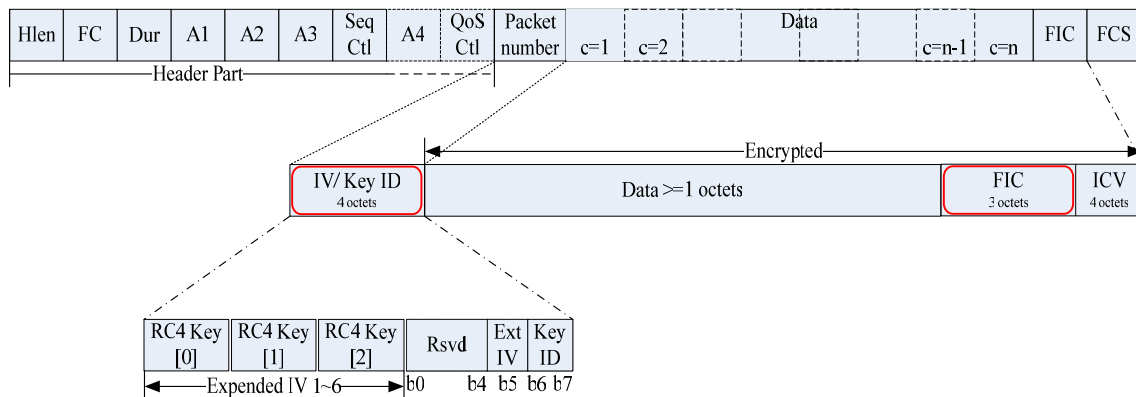 Hlen FC Dur A1 A2 A3 Seq Ctl A4 QoS Ctl Packet number Data FIC FCS
c=1 c=2 c=n-1 c=n
Header Part
Encrypted
IV/ Key ID
4 octets
Data >=1 octets
FIC
3 octets
ICV
4 octets
RC4 Key [0] RC4 Key [1] RC4 Key [2] Rsvd Ext IV Key ID
Expended IV 1~6
b0 b4 b5 b6 b7